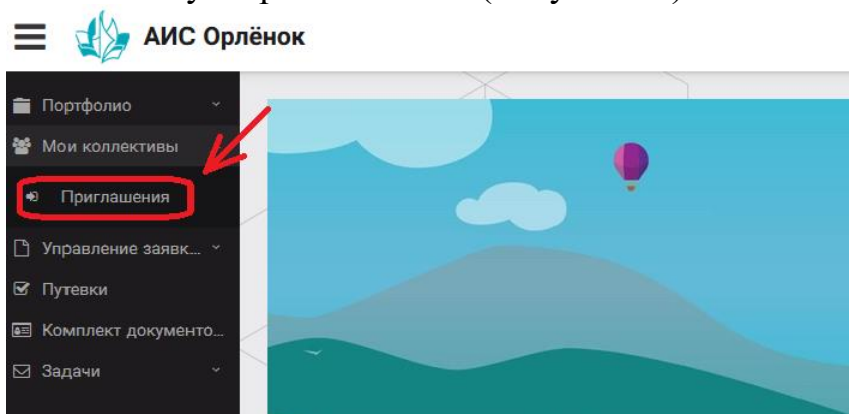 АИС Орлёнок
Портфолио
Мои коллективы
Приглашения
Управление заявк...
Путевки
Комплект документо...
Задачи